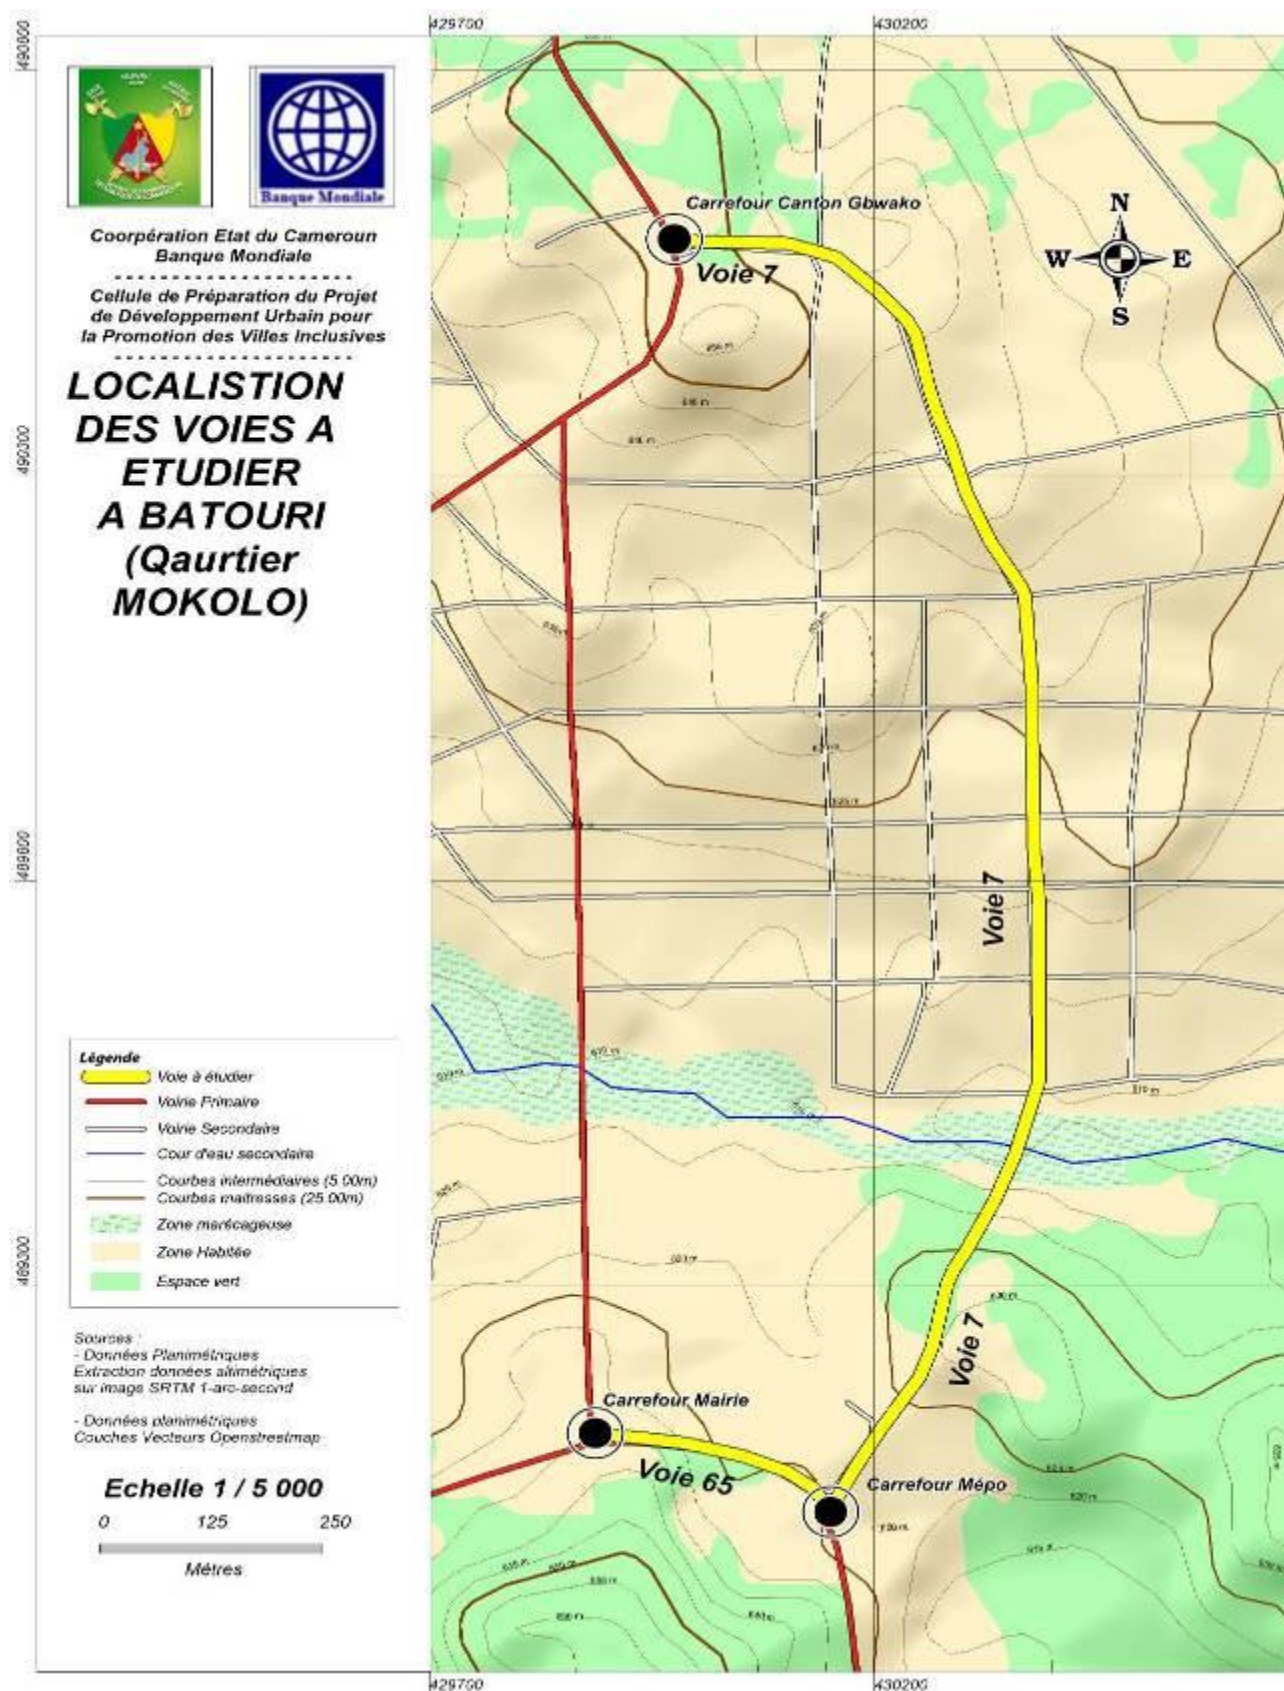 429700
430200
490800
Banque Mondiale
Coorpération Etat du Cameroun
Banque Mondiale
Cellule de Préparation du Projet
de Développement Urbain pour
la Promotion des Villes Inclusives
LOCALISTION
DES VOIES A
ETUDIER
A BATOURI
(Qaurtier
MOKOLO)
Carrefour Canton Gbwako
Voie 7
N
W
E
S
Voie 7
Légende
Voie à étudier
Voirie Primaire
Voirie Secondaire
Cour d'eau secondaire
Courbes intermédiaires (5 00m)
Courbes maitresses (25 00m)
Zone marécageuse
Zone Habitée
Espace vert
489300
Sources :
- Données Planimétriques
Extraction données altimétriques
sur image SRTM 1-arc-second
- Données planimétriques
Couches Vecteurs Openstreetmap
Echelle 1 / 5 000
0 125 250
Métres
Voie 7
Carrefour Mairie
Voie 65
Carrefour Mépo
429700
430200